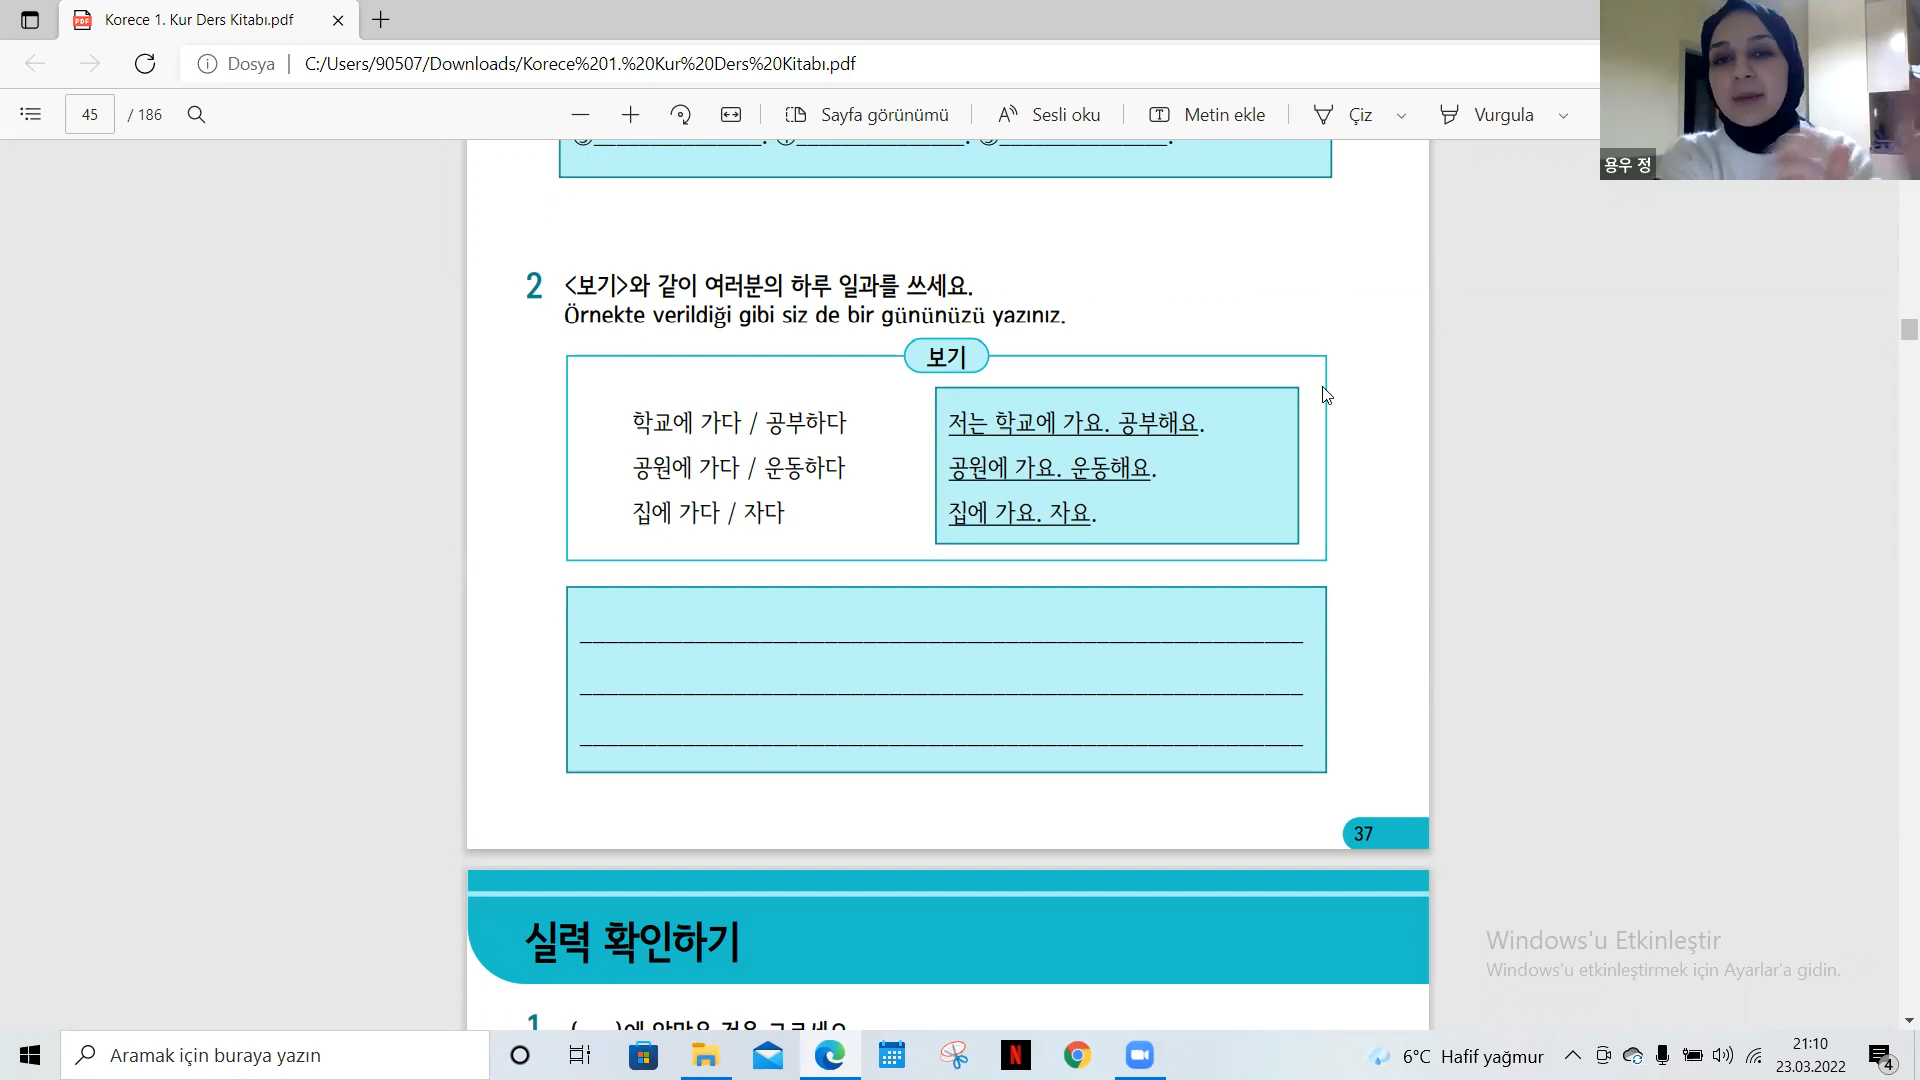 Korece 1. Kur Ders Kitabı.pdf
Dosya
C:/Users/90507/Downloads/Korece%201.%20Kur%20Ders%20Kitabı.pdf
45 / 186
Sayfa görünümü
Sesli oku
Metin ekle
Çiz
Vurgula
용우 정
2 <보기>와 같이 여러분의 하루 일과를 쓰세요.
Örnekte verildiği gibi siz de bir gününüzü yazınız.
보기
학교에 가다 / 공부하다
저는 학교에 가요. 공부해요.
공원에 가다 / 운동하다
공원에 가요. 운동해요.
집에 가다 / 자다
집에 가요. 자요.
37
실력 확인하기
Windows'u Etkinleştir
Windows'u etkinleştirmek için Ayarlar'a gidin.
1
Aramak için buraya yazın
N
6°C Hafif yağmur
21:10
23.03.2022
4